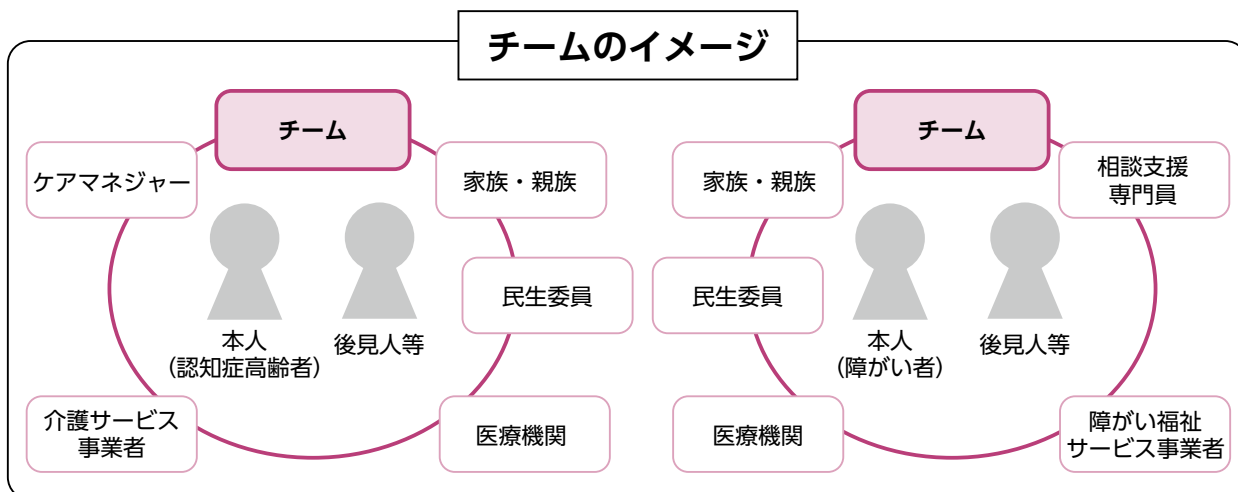 チームのイメージ
チーム
ケアマネジャー
家族・親族
民生委員
本人
（認知症高齢者）
後見人等
介護サービス
事業者
医療機関
チーム
家族・親族
相談支援
専門員
民生委員
本人
（障がい者）
後見人等
医療機関
障がい福祉
サービス事業者